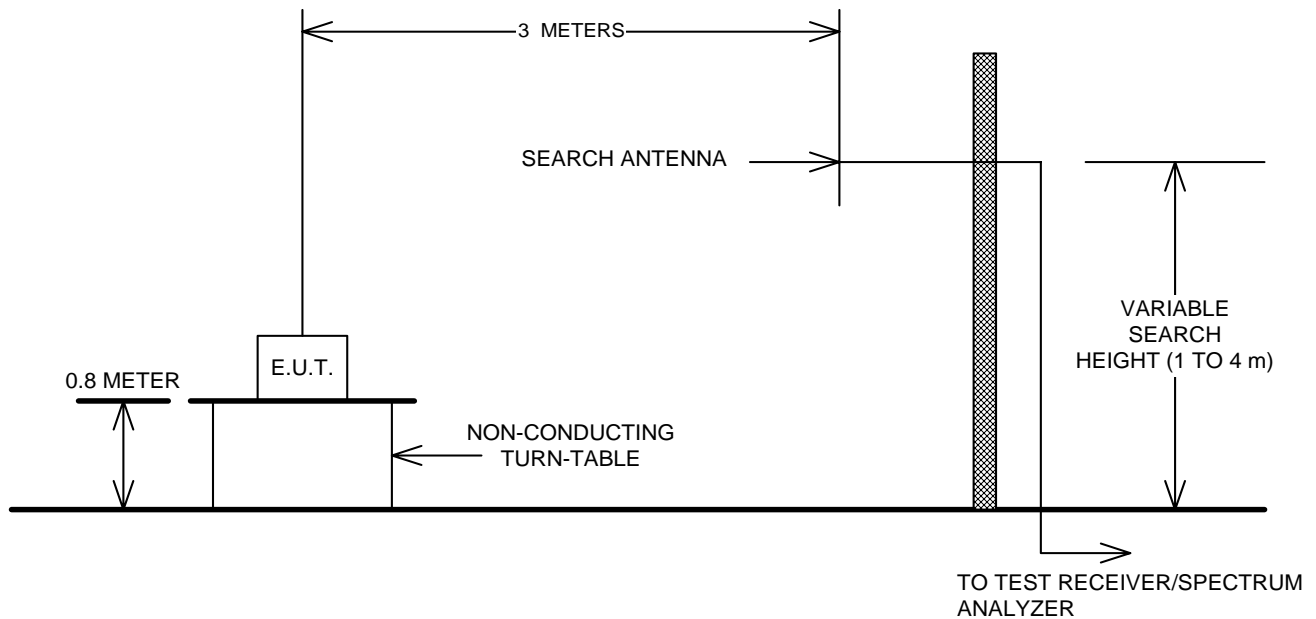 3 METERS
SEARCH ANTENNA
VARIABLE
SEARCH
HEIGHT (1 TO 4 m)
E.U.T.
0.8 METER
NON-CONDUCTING
TURN-TABLE
TO TEST RECEIVER/SPECTRUM
ANALYZER